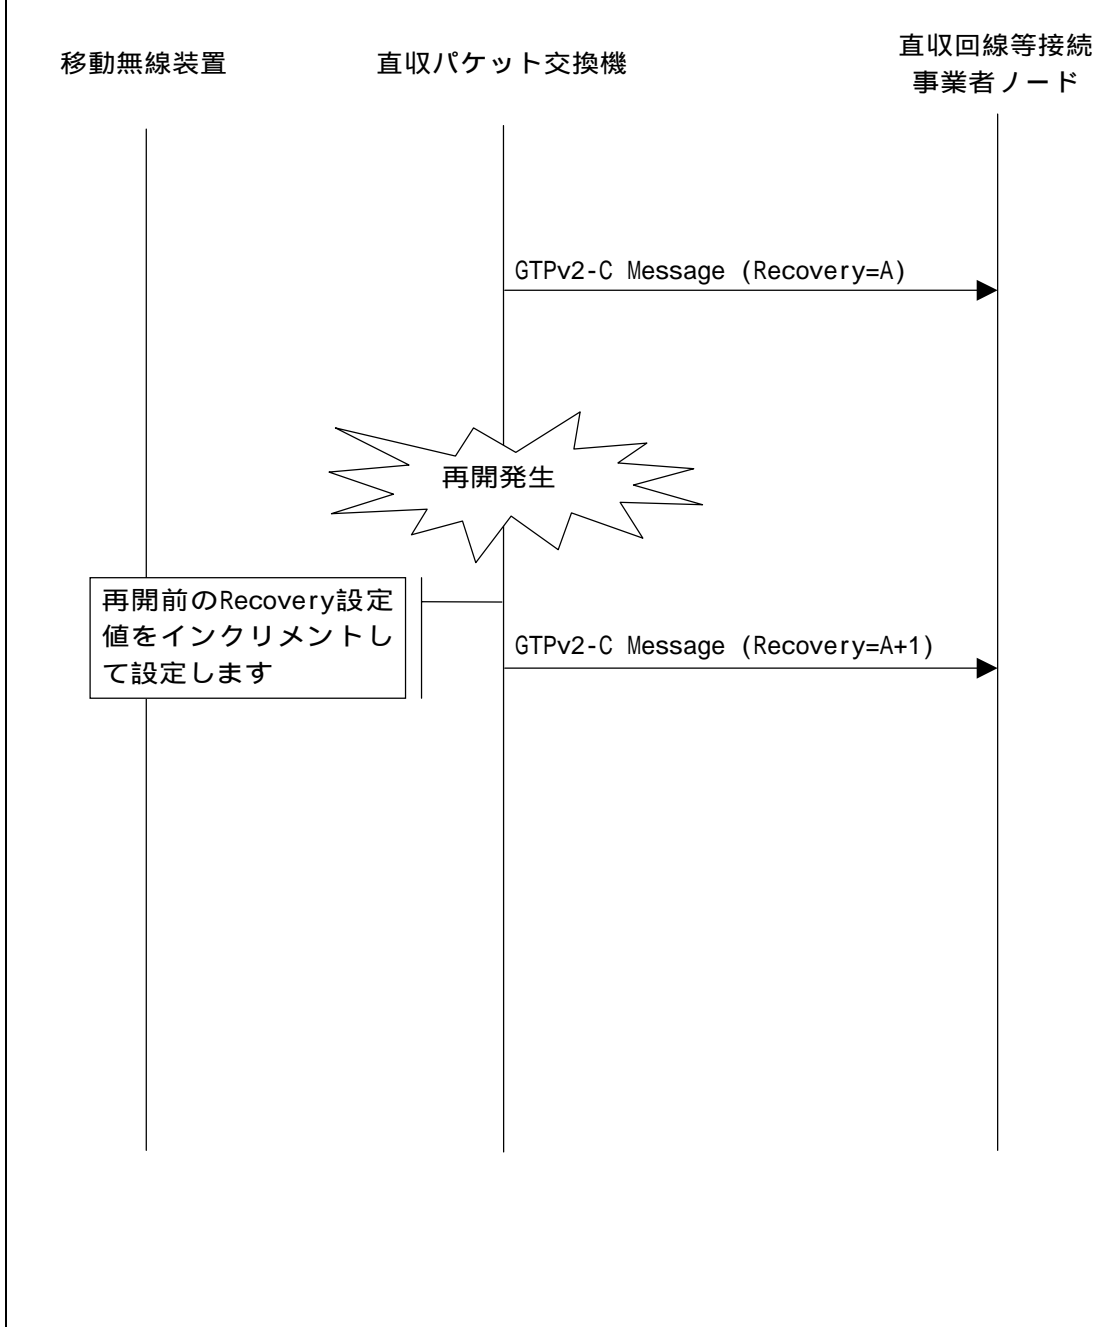 移動無線装置
直収パケット交換機
直収回線等接続
事業者ノード
GTPv2-C Message (Recovery=A)
再開発生
再開前のRecovery設定
値をインクリメントし
て設定します
GTPv2-C Message (Recovery=A+1)